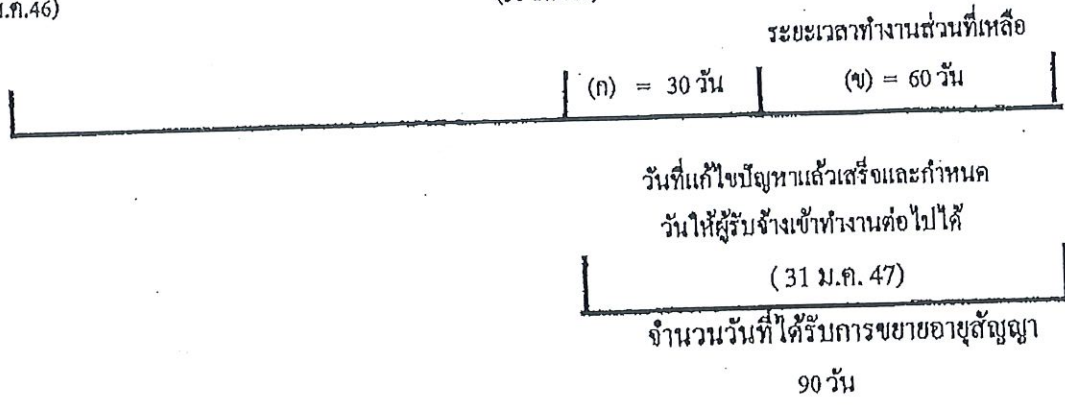 ม.ค.46)
ระยะเวลาทำงานส่วนที่เหลือ
(ก) = 30 วัน
(ข) = 60 วัน
วันที่แก้ไขปัญหาแล้วเสร็จและกำหนด
วันให้ผู้รับจ้างเข้าทำงานต่อไปได้
( 31 ม.ค. 47)
จำนวนวันที่ได้รับการขยายอายุสัญญา
90 วัน